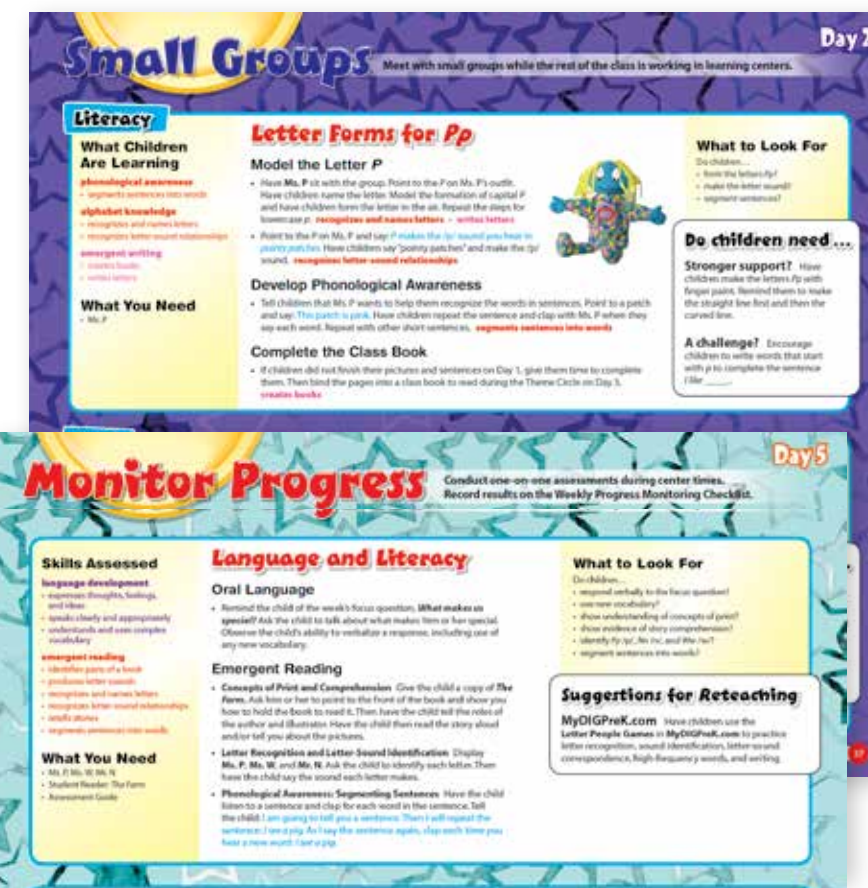 Small Groups
Meet with small groups while the rest of the class is working in learning centers.
Day 2
Literacy
What Children
Are Learning
phonological awareness
• segments sentences into words
alphabet knowledge
• recognizes and names letters
• recognizes letter-sound relationships
emergent writing
• creates books
• writes letters
What You Need
• Ms. P
Letter Forms for Pp
Model the Letter P
• Have Ms. P sit with the group. Point to the P on Ms. P's outfit.
Have children name the letter. Model the formation of capital P
and have children form the letter in the air. Repeat the steps for
lowercase p. recognizes and names letters • writes letters
• Point to the P on Ms. P and say: P makes the /p/ sound you hear in
pointy patches. Have children say "pointy patches" and make the /p/
sound. recognizes letter-sound relationships
Develop Phonological Awareness
• Tell children that Ms. P wants to help them recognize the words in sentences. Point to a patch
and say: This patch is pink. Have children repeat the sentence and clap with Ms. P when they
say each word. Repeat with other short sentences. segments sentences into words
Complete the Class Book
• If children did not finish their pictures and sentences on Day 1, give them time to complete
them. Then bind the pages into a class book to read during the Theme Circle on Day 5.
creates books
What to Look For
Do children...
• form the letters Pp?
• make the letter sound?
• segment sentences?
Do children need ...
Stronger support? Have
children make the letters Pp with
finger paint. Remind them to make
the straight line first and then the
curved line.
A challenge? Encourage
children to write words that start
with p to complete the sentence
I like _____.
Monitor Progress
Conduct one-on-one assessments during center times.
Record results on the Weekly Progress Monitoring Checklist.
Day 5
Skills Assessed
language development
• expresses thoughts, feelings,
and ideas
• speaks clearly and appropriately
• understands and uses complex
vocabulary
emergent reading
• identifies parts of a book
• produces letter sounds
• recognizes and names letters
• recognizes letter-sound relationships
• retells stories
• segments sentences into words
What You Need
• Ms. P, Ms. W, Mr. N
• Student Reader: The Farm
• Assessment Guide
Language and Literacy
Oral Language
• Remind the child of the week's focus question, What makes us
special? Ask the child to talk about what makes him or her special.
Observe the child's ability to verbalize a response, including use of
any new vocabulary.
Emergent Reading
• Concepts of Print and Comprehension Give the child a copy of The
Farm. Ask him or her to point to the front of the book and show you
how to hold the book to read it. Then have the child tell the roles of
the author and illustrator. Have the child then read the story aloud
and/or tell you about the pictures.
• Letter Recognition and Letter-Sound Identification Display
Ms. P, Ms. W, and Mr. N. Ask the child to identify each letter. Then
have the child say the sound each letter makes.
• Phonological Awareness: Segmenting Sentences Have the child
listen to a sentence and clap for each word in the sentence. Tell
the child: I am going to tell you a sentence. Then I will repeat the
sentence: I see a pig. As I say the sentence again, clap each time you
hear a new word: I see a pig.
What to Look For
Do children...
• respond verbally to the focus question?
• use new vocabulary?
• show understanding of concepts of print?
• show evidence of story comprehension?
• identify Pp /p/, Nn /n/, and Ww /w/?
• segment sentences into words?
Suggestions for Reteaching
MyDIGPreK.com Have children use the
Letter People Games in MyDIGPreK.com to practice
letter recognition, sound identification, letter-sound
correspondence, high-frequency words, and writing
37